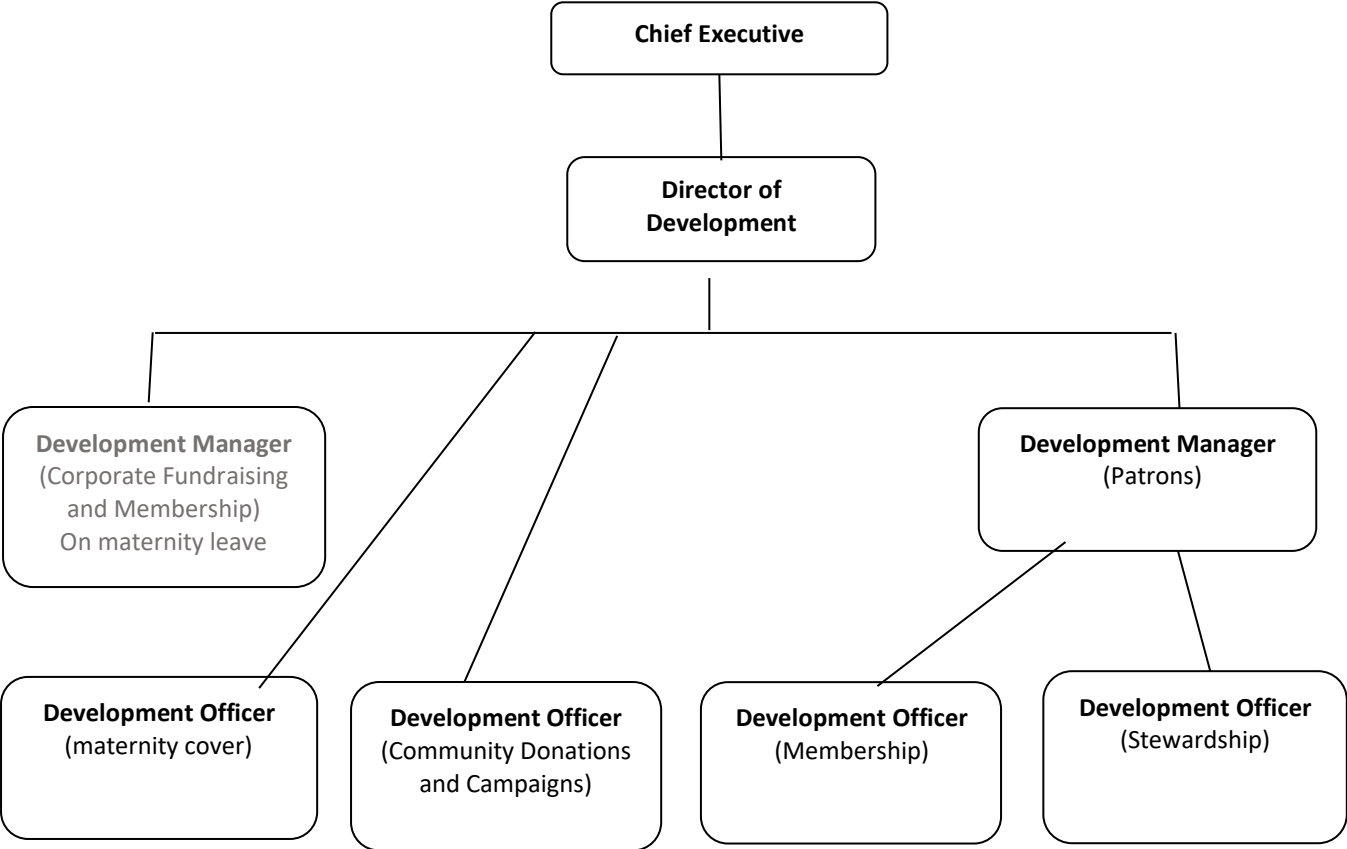 Chief Executive
Director of
Development
Development Manager
(Corporate Fundraising
and Membership)
On maternity leave
Development Manager
(Patrons)
Development Officer
(maternity cover)
Development Officer
(Community Donations
and Campaigns)
Development Officer
(Membership)
Development Officer
(Stewardship)